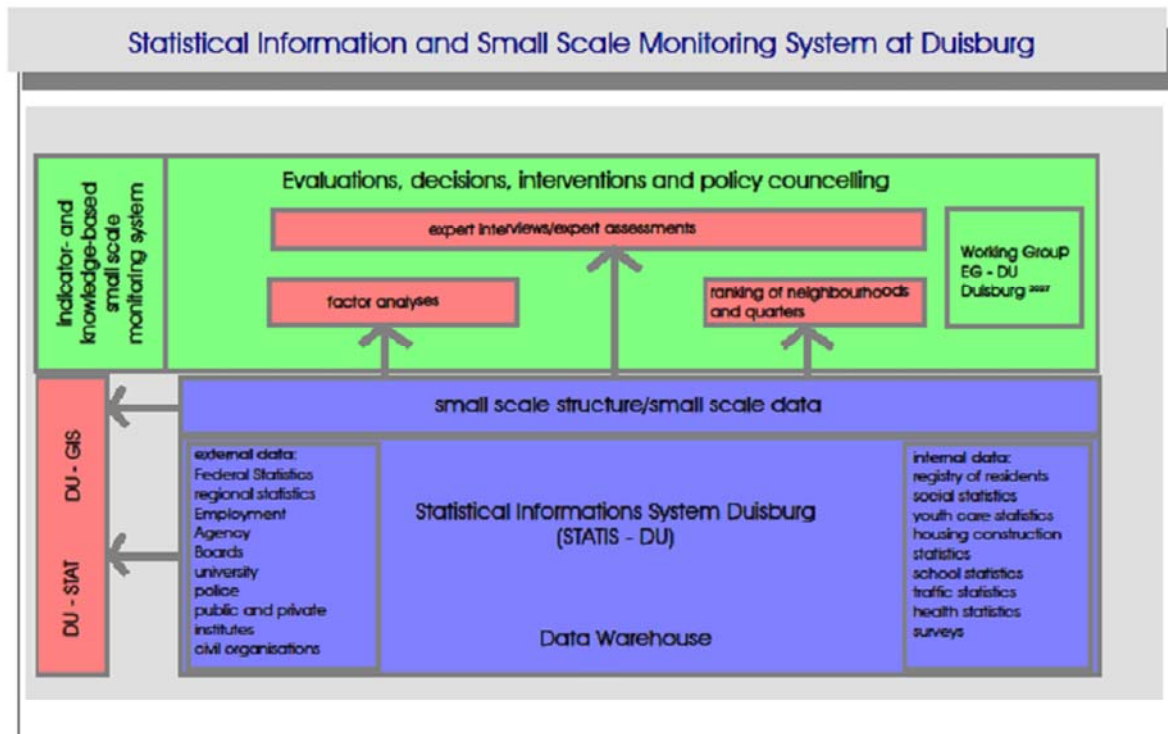 Statistical Information and Small Scale Monitoring System at Duisburg
Indicator- and
knowledge-based
small scale
monitoring system
Evaluations, decisions, interventions and policy councelling
expert interviews/expert assessments
factor analyses
ranking of neighbourhoods
and quarters
Working Group
EG - DU
Duisburg ²⁰²⁷
DU - GIS
DU - STAT
small scale structure/small scale data
external data:
Federal Statistics
regional statistics
Employment
Agency
Boards
university
police
public and private
institutes
civil organisations
Statistical Informations System Duisburg
(STATIS - DU)
Data Warehouse
internal data:
registry of residents
social statistics
youth care statistics
housing construction
statistics
school statistics
traffic statistics
health statistics
surveys